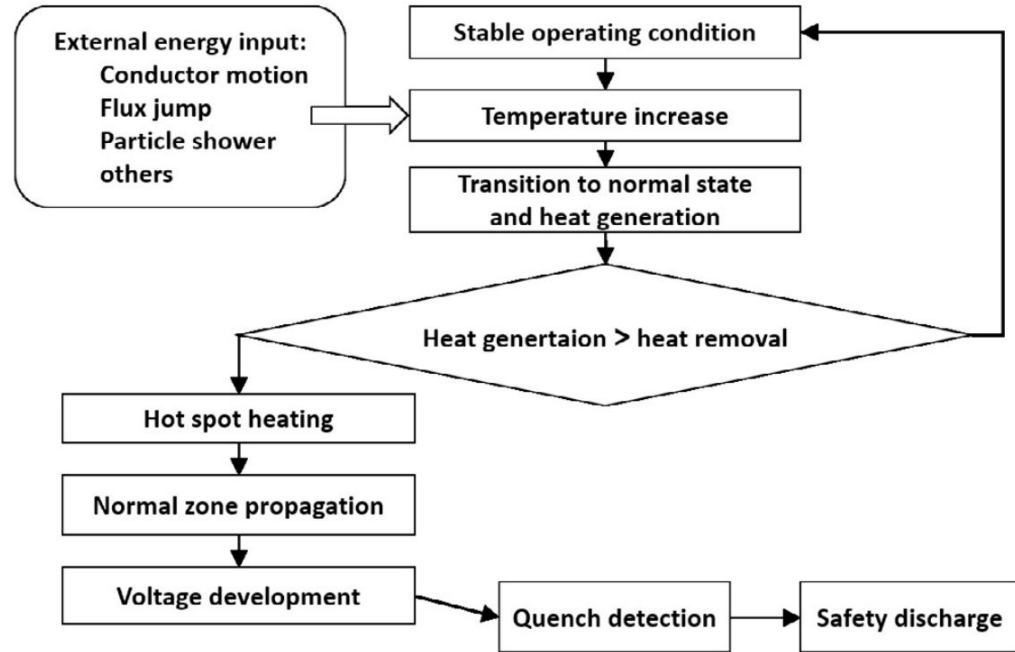 External energy input:
Conductor motion
Flux jump
Particle shower
others
Stable operating condition
Temperature increase
Transition to normal state
and heat generation
Heat genertaion > heat removal
Hot spot heating
Normal zone propagation
Voltage development
Quench detection
Safety discharge